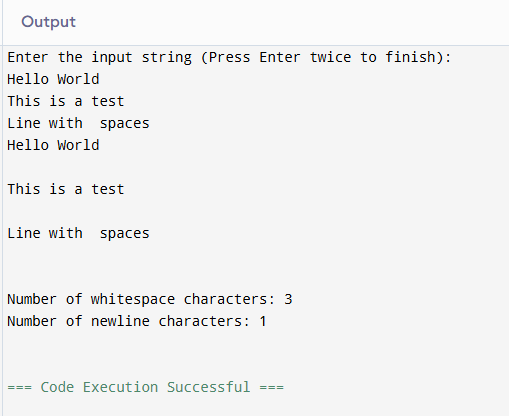 Output
Enter the input string (Press Enter twice to finish):
Hello World
This is a test
Line with  spaces
Hello World
This is a test
Line with  spaces
Number of whitespace characters: 3
Number of newline characters: 1
=== Code Execution Successful ===